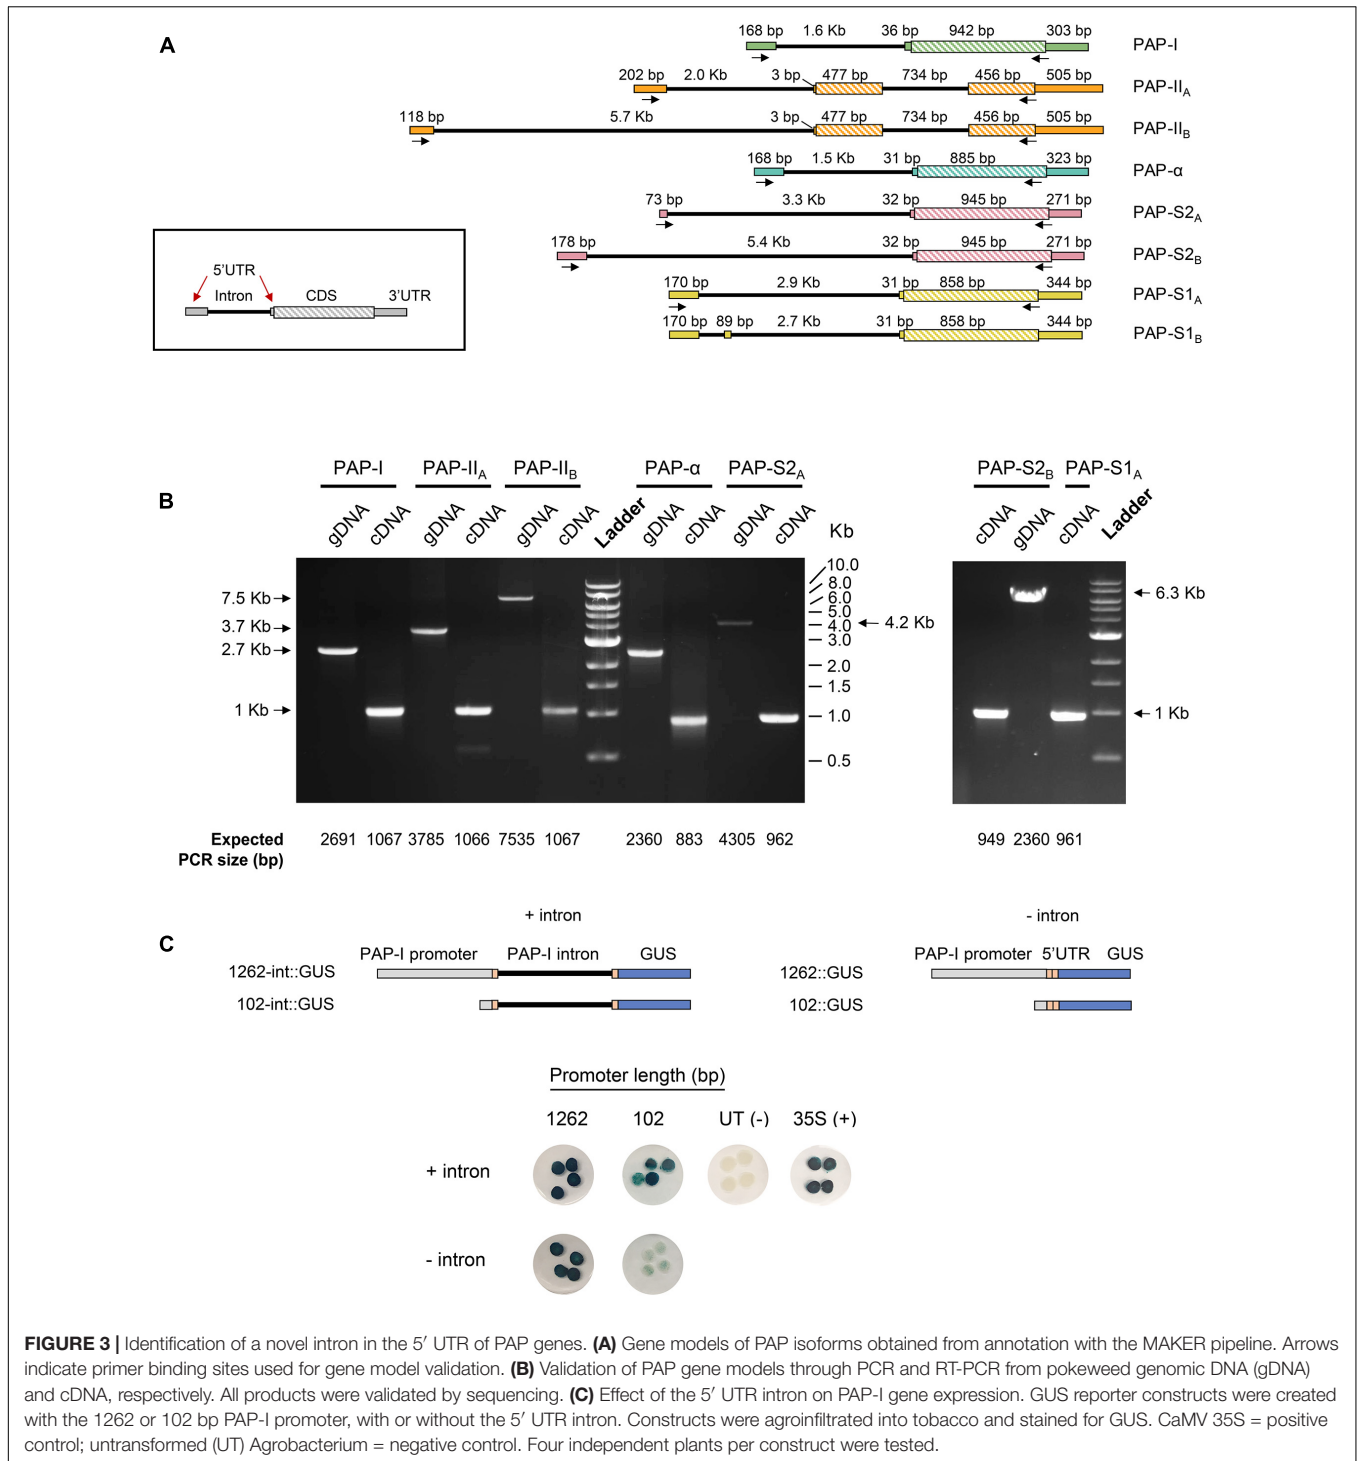 A
168 bp 1.6 Kb 36 bp 942 bp 303 bp PAP-I
202 bp 2.0 Kb 3 bp 477 bp 734 bp 456 bp 505 bp PAP-IIA
118 bp 5.7 Kb 3 bp 477 bp 734 bp 456 bp 505 bp PAP-IIB
168 bp 1.5 Kb 31 bp 885 bp 323 bp PAP-α
73 bp 3.3 Kb 32 bp 945 bp 271 bp PAP-S2A
178 bp 5.4 Kb 32 bp 945 bp 271 bp PAP-S2B
170 bp 2.9 Kb 31 bp 858 bp 344 bp PAP-S1A
170 bp 89 bp 2.7 Kb 31 bp 858 bp 344 bp PAP-S1B
5'UTR
Intron CDS 3'UTR
B
PAP-I PAP-IIA PAP-IIB PAP-α PAP-S2A PAP-S2B PAP-S1A
gDNA cDNA gDNA cDNA gDNA cDNA Ladder gDNA cDNA gDNA cDNA Kb cDNA gDNA cDNA Ladder
7.5 Kb
3.7 Kb
2.7 Kb
1 Kb
10.0
8.0
6.0
5.0
4.0
3.0
2.0
1.5
1.0
0.5
4.2 Kb
6.3 Kb
1 Kb
Expected
PCR size (bp)
2691 1067 3785 1066 7535 1067 2360 883 4305 962 949 2360 961
C
+ intron
PAP-I promoter PAP-I intron GUS
1262-int::GUS
102-int::GUS
- intron
PAP-I promoter 5'UTR GUS
1262::GUS
102::GUS
Promoter length (bp)
1262 102 UT (-) 35S (+)
+ intron
- intron
FIGURE 3 | Identification of a novel intron in the 5′ UTR of PAP genes. (A) Gene models of PAP isoforms obtained from annotation with the MAKER pipeline. Arrows
indicate primer binding sites used for gene model validation. (B) Validation of PAP gene models through PCR and RT-PCR from pokeweed genomic DNA (gDNA)
and cDNA, respectively. All products were validated by sequencing. (C) Effect of the 5′ UTR intron on PAP-I gene expression. GUS reporter constructs were created
with the 1262 or 102 bp PAP-I promoter, with or without the 5′ UTR intron. Constructs were agroinfiltrated into tobacco and stained for GUS. CaMV 35S = positive
control; untransformed (UT) Agrobacterium = negative control. Four independent plants per construct were tested.